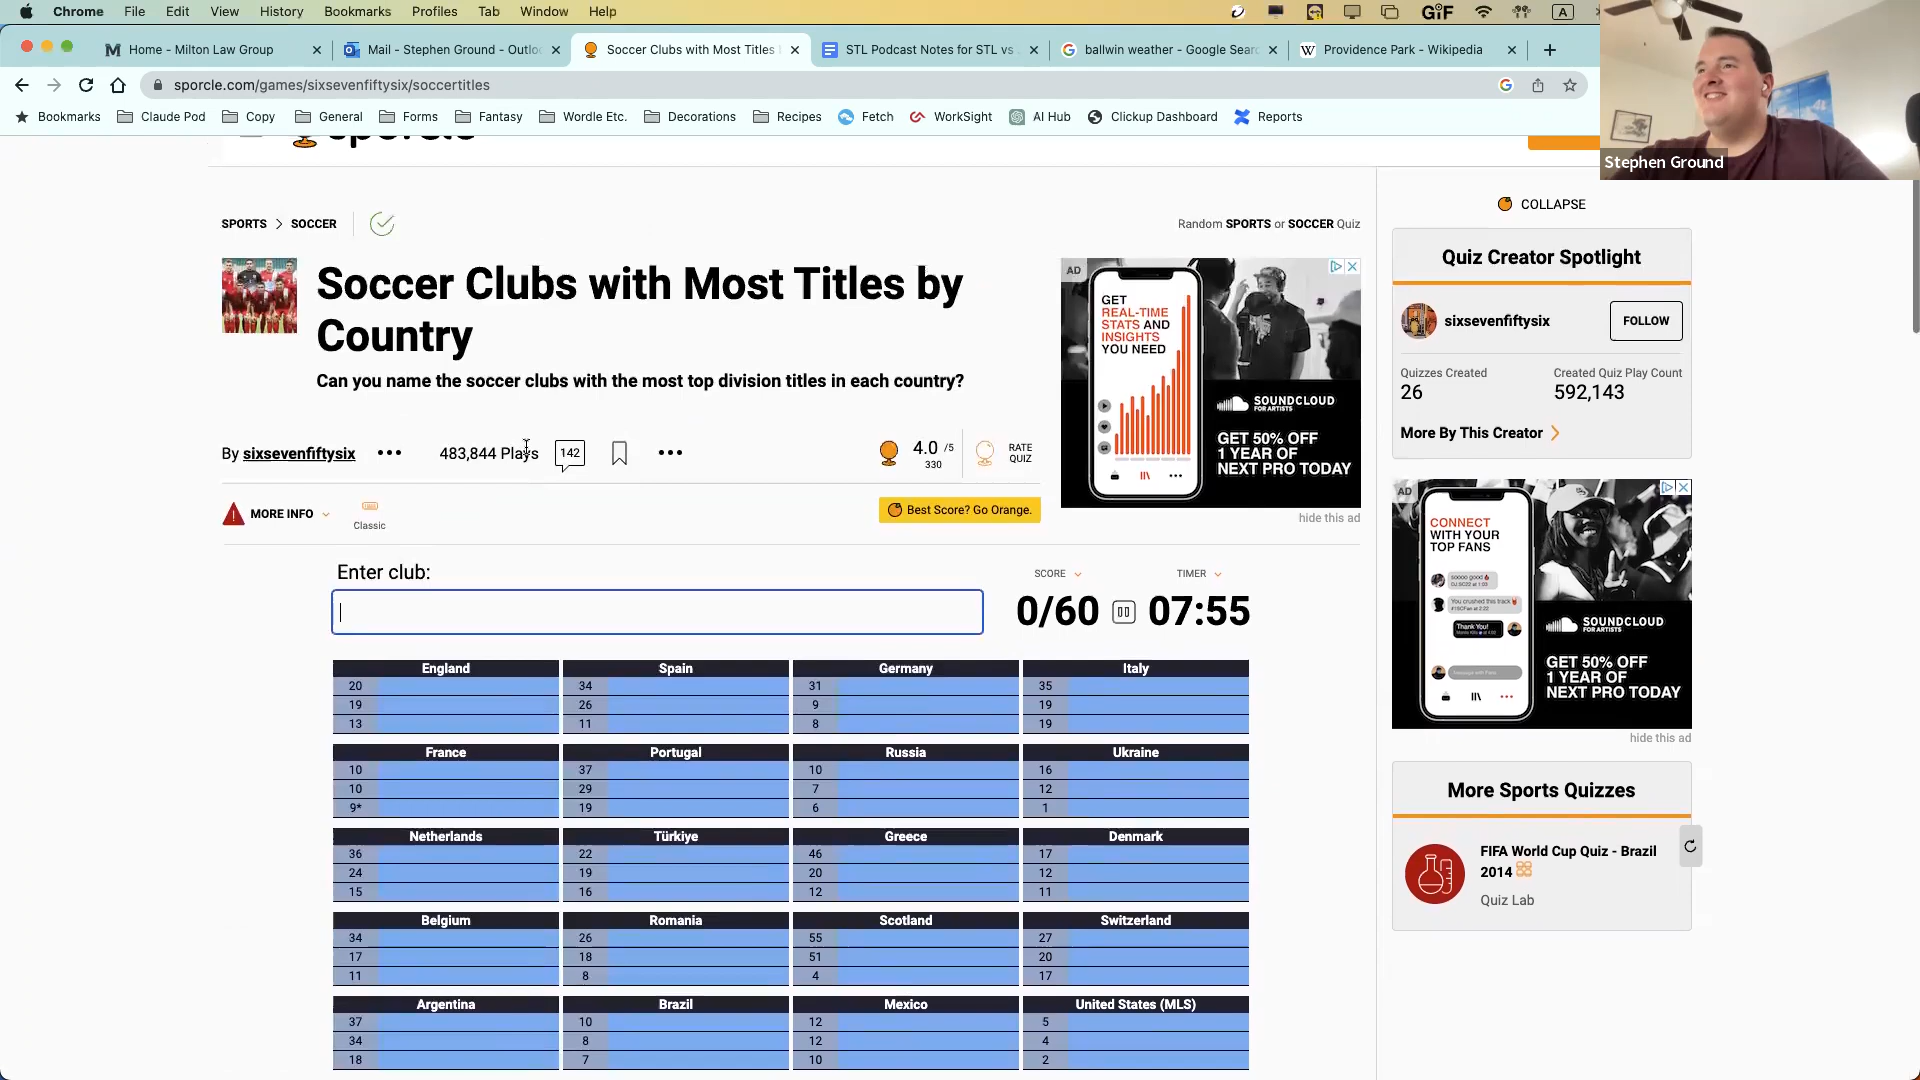 Chrome File Edit View History Bookmarks Profiles Tab Window Help GIF A
Home - Milton Law Group
Mail - Stephen Ground - Outlo
Soccer Clubs with Most Titles
STL Podcast Notes for STL vs
ballwin weather - Google Sear
Providence Park - Wikipedia
sporcle.com/games/sixsevenfiftysix/soccertitles
Bookmarks Claude Pod Copy General Forms Fantasy Wordle Etc. Decorations Recipes Fetch WorkSight AI Hub Clickup Dashboard Reports
Stephen Ground
sporcle
SPORTS > SOCCER
Random SPORTS or SOCCER Quiz
Soccer Clubs with Most Titles by
Country
Can you name the soccer clubs with the most top division titles in each country?
By sixsevenfiftysix ••• 483,844 Plays 142 •••
4.0 /5
330
RATE
QUIZ
MORE INFO
Classic
Best Score? Go Orange.
AD
GET
REAL-TIME
STATS AND
INSIGHTS
YOU NEED
SOUNDCLOUD
FOR ARTISTS
GET 50% OFF
1 YEAR OF
NEXT PRO TODAY
hide this ad
Enter club:
SCORE
TIMER
0/60 07:55
England Spain Germany Italy
20 34 31 35
19 26 9 19
13 11 8 19
France Portugal Russia Ukraine
10 37 10 16
10 29 7 12
9* 19 6 1
Netherlands Türkiye Greece Denmark
36 22 46 17
24 19 20 12
15 16 12 11
Belgium Romania Scotland Switzerland
34 26 55 27
17 18 51 20
11 8 4 17
Argentina Brazil Mexico United States (MLS)
37 10 12 5
34 8 12 4
18 7 10 2
COLLAPSE
Quiz Creator Spotlight
sixsevenfiftysix
FOLLOW
Quizzes Created
26
Created Quiz Play Count
592,143
More By This Creator
AD
CONNECT
WITH YOUR
TOP FANS
Thank You!
SOUNDCLOUD
FOR ARTISTS
GET 50% OFF
1 YEAR OF
NEXT PRO TODAY
hide this ad
More Sports Quizzes
FIFA World Cup Quiz - Brazil
2014
Quiz Lab